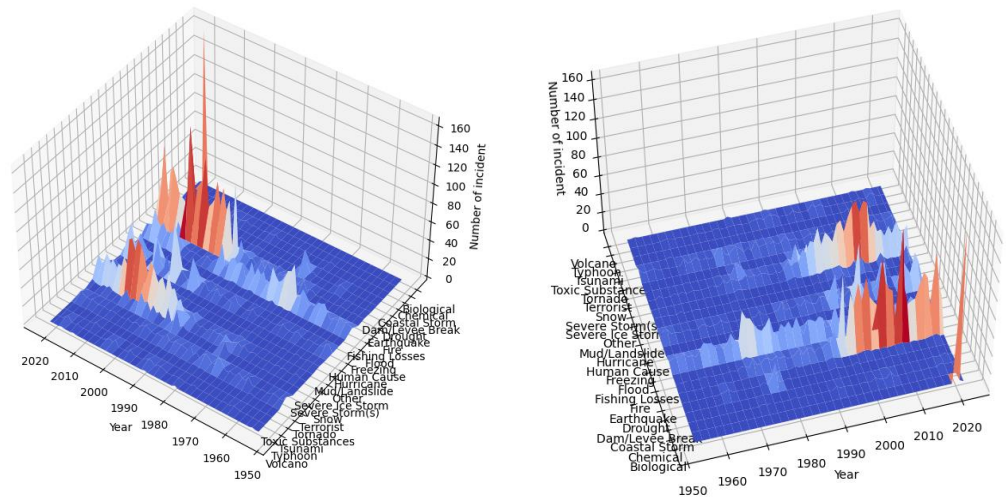 160
140
120
100
80
60
40
20
0
Number of incident
Biological
Chemical
Coastal Storm
Dam/Levee Break
Drought
Earthquake
Fire
Fishing Losses
Flood
Freezing
Human Cause
Hurricane
Mud/Landslide
Other
Severe Ice Storm
Severe Storm(s)
Snow
Terrorist
Tornado
Toxic Substances
Tsunami
Typhoon
Volcano
2020
2010
2000
1990
1980
1970
1960
1950
Year
160
140
120
100
80
60
40
20
0
Number of incident
Volcano
Typhoon
Tsunami
Toxic Substances
Tornado
Terrorist
Snow
Severe Storm(s)
Severe Ice Storm
Other
Mud/Landslide
Hurricane
Human Cause
Freezing
Flood
Fishing Losses
Fire
Earthquake
Drought
Dam/Levee Break
Coastal Storm
Chemical
Biological
1950
1960
1970
1980
1990
2000
2010
2020
Year